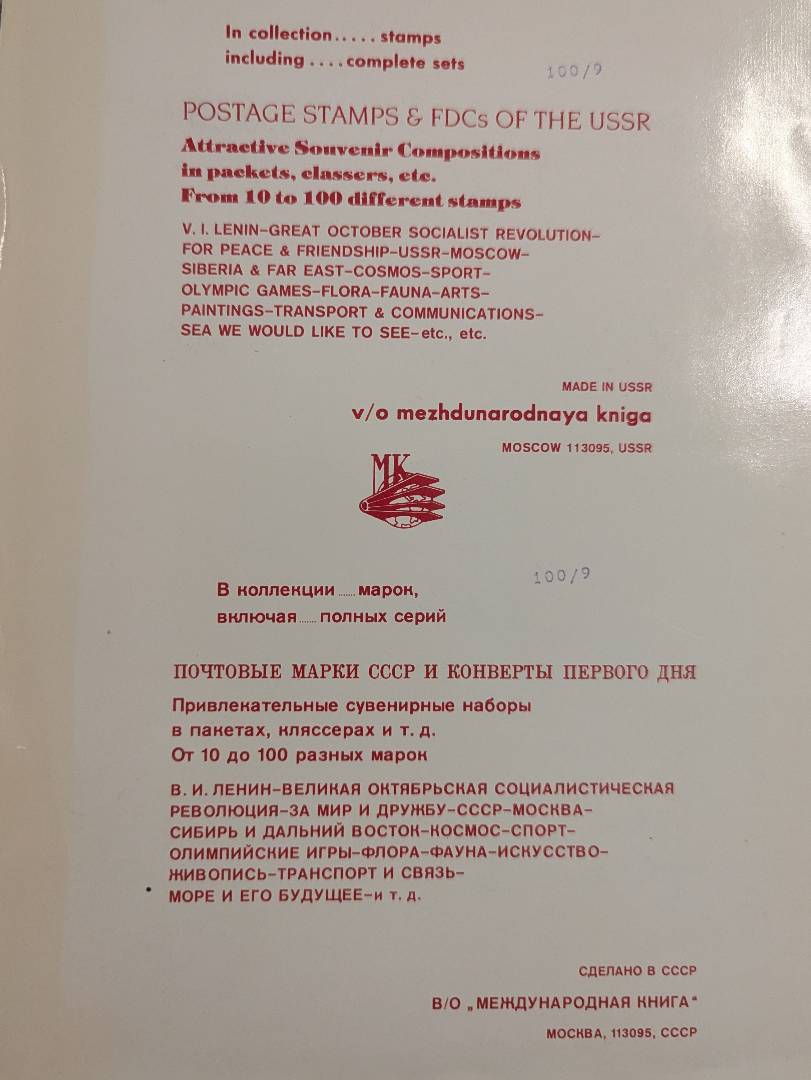 In collection..... stamps
including ....complete sets
100/9
POSTAGE STAMPS & FDCs OF THE USSR
Attractive Souvenir Compositions
in packets, classers, etc.
From 10 to 100 different stamps
V. I. LENIN–GREAT OCTOBER SOCIALIST REVOLUTION–
FOR PEACE & FRIENDSHIP–USSR–MOSCOW–
SIBERIA & FAR EAST–COSMOS–SPORT–
OLYMPIC GAMES–FLORA–FAUNA–ARTS–
PAINTINGS–TRANSPORT & COMMUNICATIONS–
SEA WE WOULD LIKE TO SEE–etc., etc.
MADE IN USSR
v/o mezhdunarodnaya kniga
MOSCOW 113095, USSR
МК
100/9
В коллекции ...... марок,
включая ...... полных серий
ПОЧТОВЫЕ МАРКИ СССР И КОНВЕРТЫ ПЕРВОГО ДНЯ
Привлекательные сувенирные наборы
в пакетах, кляссерах и т. д.
От 10 до 100 разных марок
В. И. ЛЕНИН–ВЕЛИКАЯ ОКТЯБРЬСКАЯ СОЦИАЛИСТИЧЕСКАЯ
РЕВОЛЮЦИЯ–ЗА МИР И ДРУЖБУ–СССР–МОСКВА–
СИБИРЬ И ДАЛЬНИЙ ВОСТОК–КОСМОС–СПОРТ–
ОЛИМПИЙСКИЕ ИГРЫ–ФЛОРА–ФАУНА–ИСКУССТВО–
ЖИВОПИСЬ–ТРАНСПОРТ И СВЯЗЬ–
МОРЕ И ЕГО БУДУЩЕЕ–и т. д.
СДЕЛАНО В СССР
В/О „МЕЖДУНАРОДНАЯ КНИГА“
МОСКВА, 113095, СССР